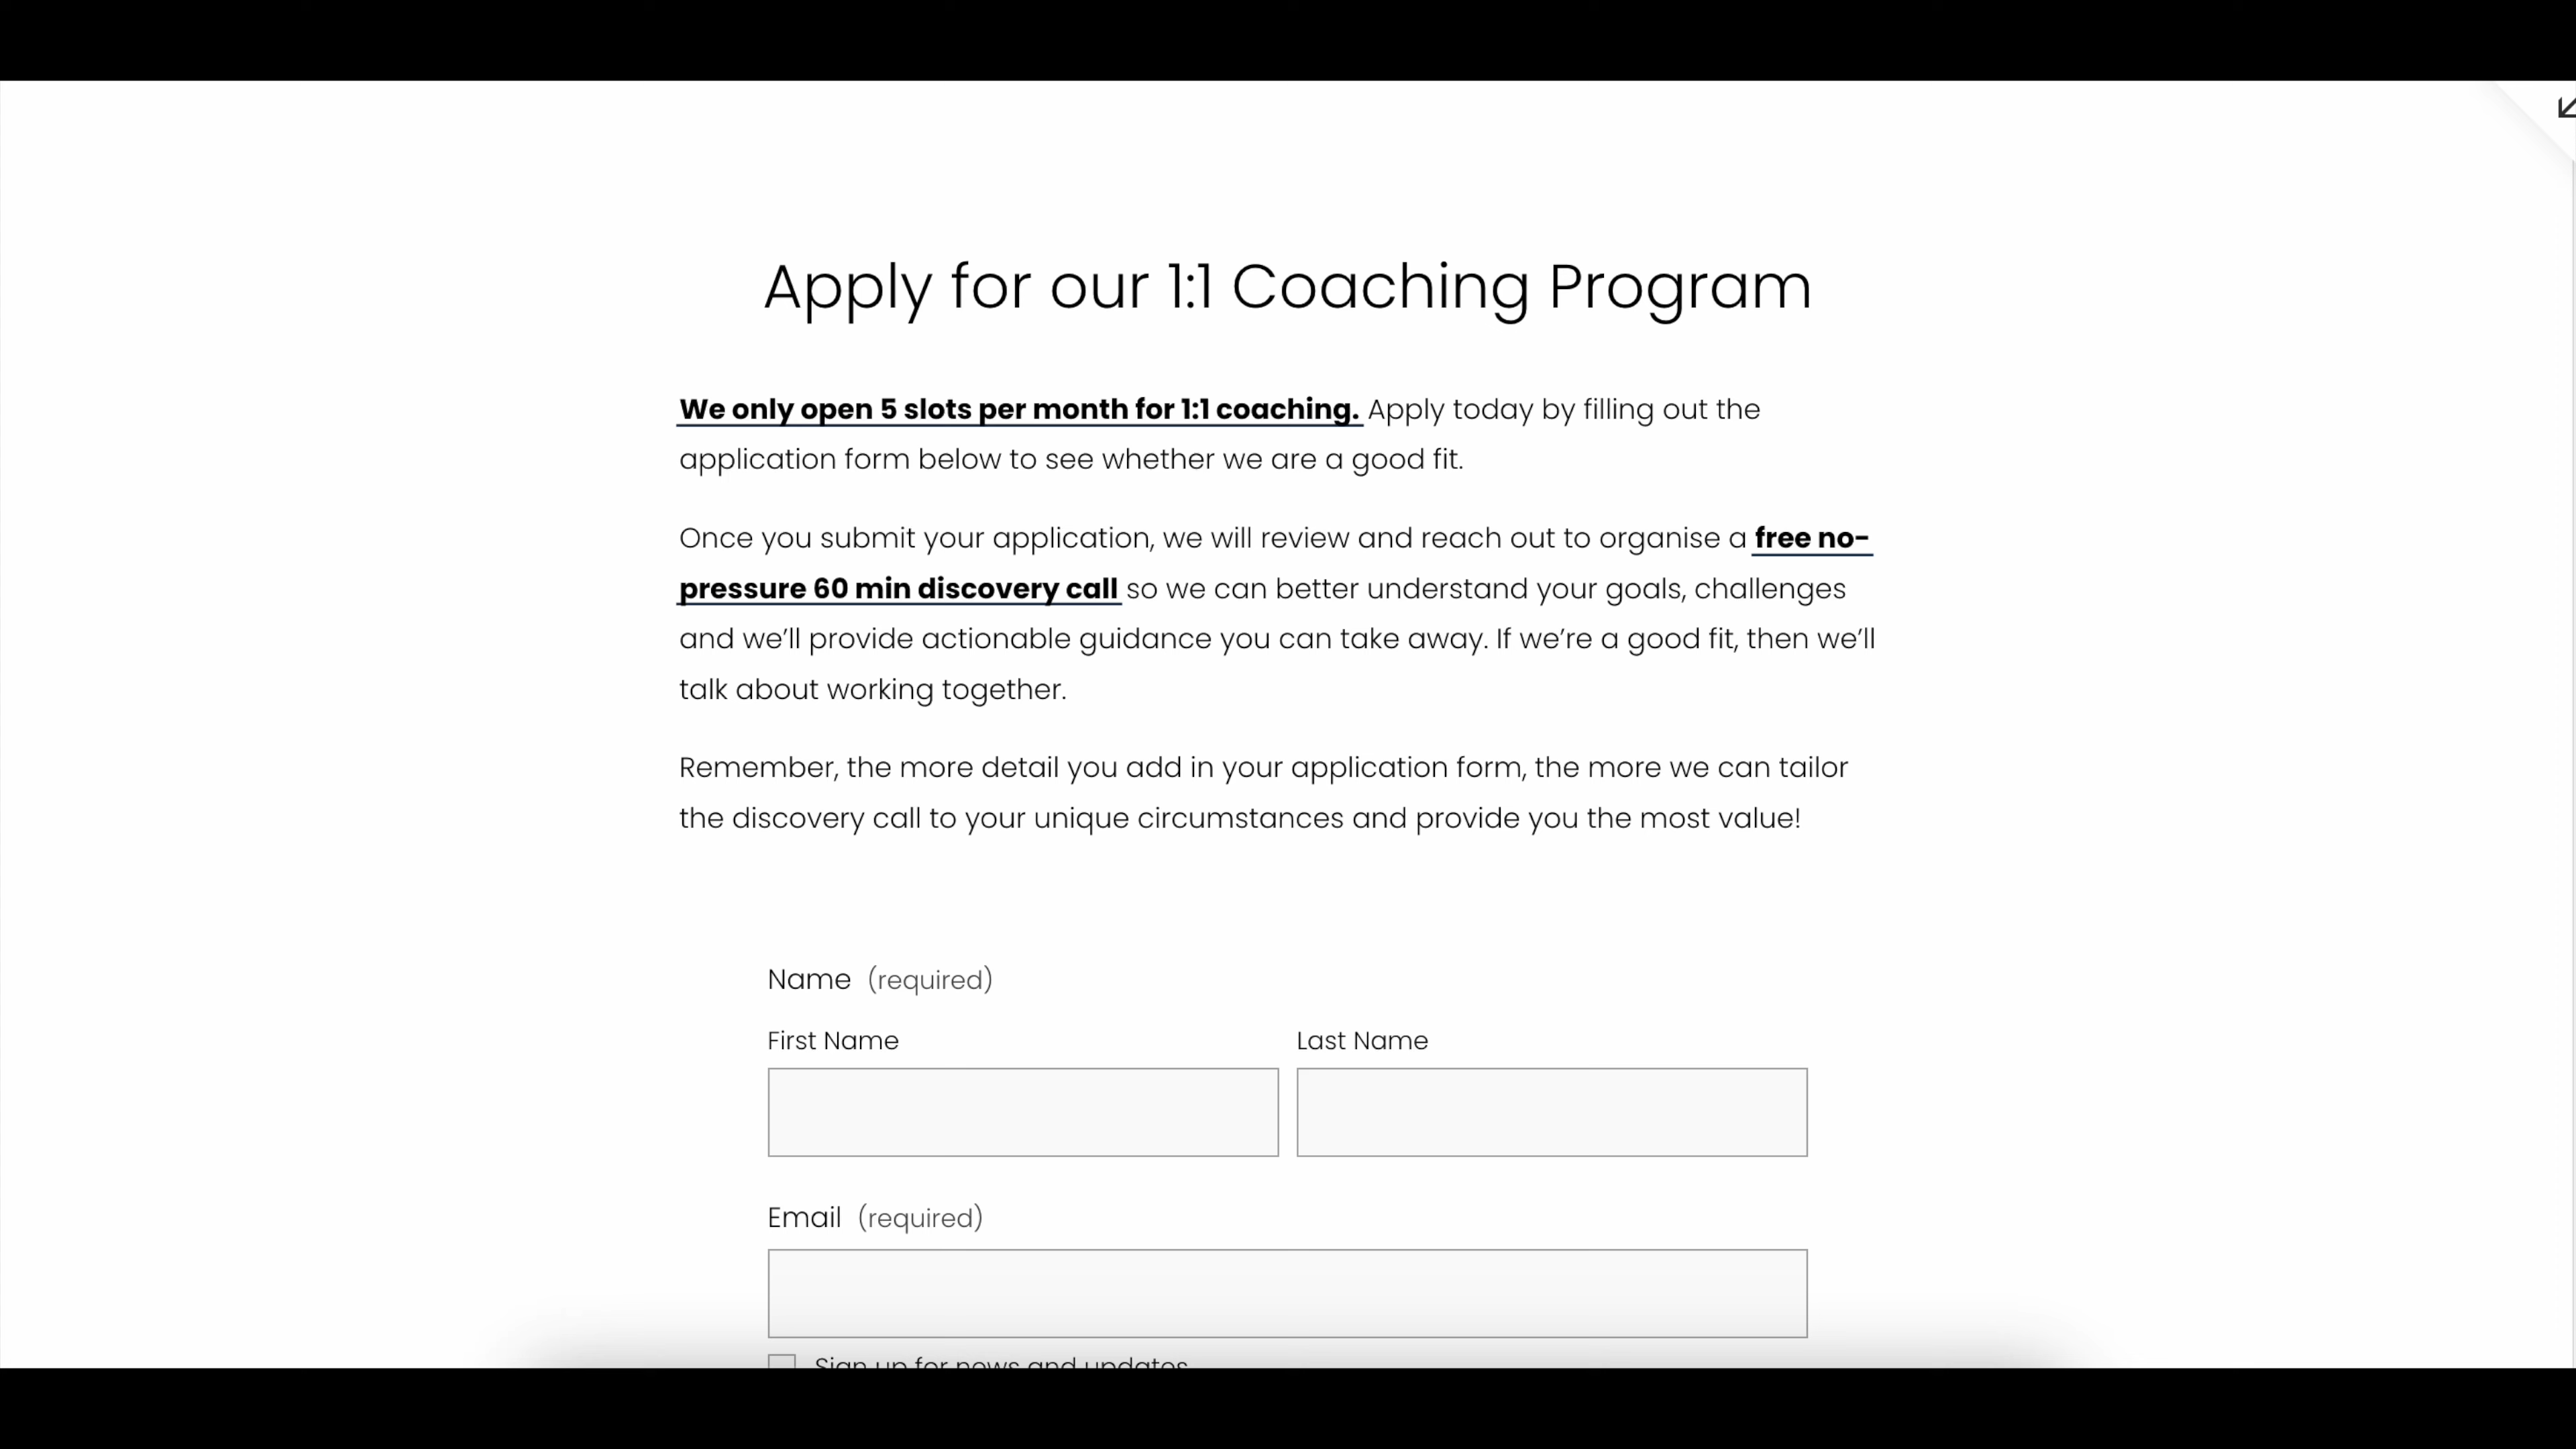 Apply for our 1:1 Coaching Program
We only open 5 slots per month for 1:1 coaching. Apply today by filling out the
application form below to see whether we are a good fit.
Once you submit your application, we will review and reach out to organise a free no-
pressure 60 min discovery call so we can better understand your goals, challenges
and we’ll provide actionable guidance you can take away. If we’re a good fit, then we’ll
talk about working together.
Remember, the more detail you add in your application form, the more we can tailor
the discovery call to your unique circumstances and provide you the most value!
Name (required)
First Name Last Name
Email (required)
Sign up for news and updates